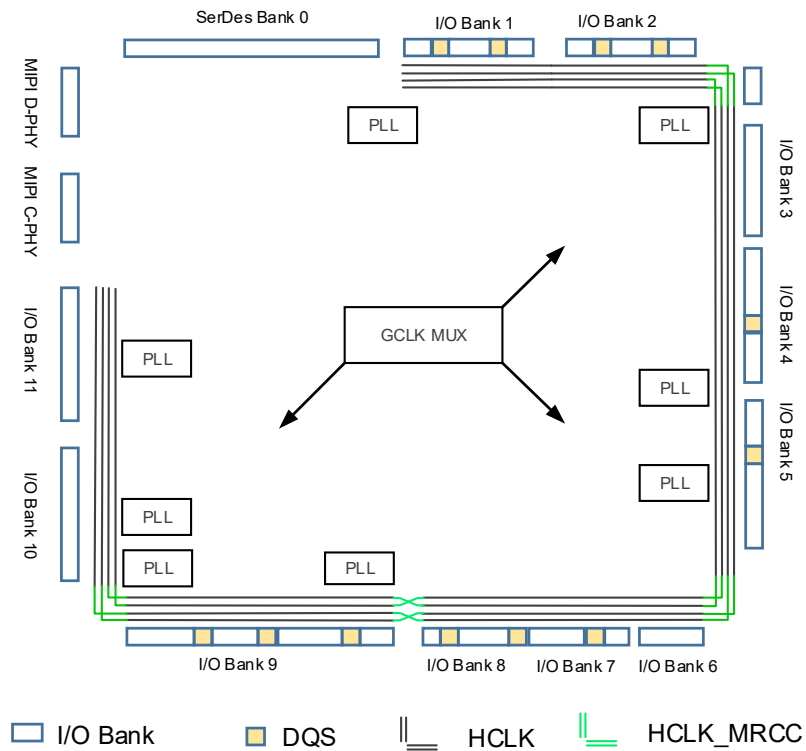 SerDes Bank 0
I/O Bank 1
I/O Bank 2
MIPI D-PHY
PLL
PLL
I/O Bank 3
MIPI C-PHY
I/O Bank 11
GCLK MUX
I/O Bank 4
PLL
PLL
I/O Bank 5
I/O Bank 10
PLL
PLL
PLL
PLL
I/O Bank 9
I/O Bank 8
I/O Bank 7
I/O Bank 6
I/O Bank
DQS
HCLK
HCLK_MRCC